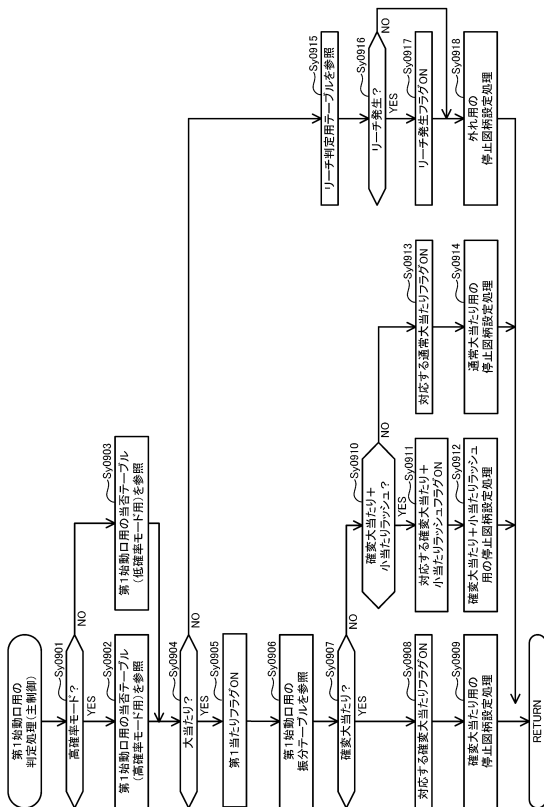 第1始動口用の
判定処理(主制御)
Sy0901
高確率モード?
YES
NO
Sy0902
第1始動口用の当否テーブル
(高確率モード用)を参照
Sy0903
第1始動口用の当否テーブル
(低確率モード用)を参照
Sy0904
大当たり?
YES
NO
Sy0905
第1当たりフラグON
Sy0906
第1始動口用の
振分テーブルを参照
Sy0907
確変大当たり?
YES
NO
Sy0908
対応する確変大当たりフラグON
Sy0909
確変大当たり用の
停止図柄設定処理
Sy0910
確変大当たり+
小当たりラッシュ?
YES
NO
Sy0911
対応する確変大当たり+
小当たりラッシュフラグON
Sy0912
確変大当たり+小当たりラッシュ
用の停止図柄設定処理
Sy0913
対応する通常大当たりフラグON
Sy0914
通常大当たり用の
停止図柄設定処理
Sy0915
リーチ判定用テーブルを参照
Sy0916
リーチ発生?
YES
NO
Sy0917
リーチ発生フラグON
Sy0918
外れ用の
停止図柄設定処理
RETURN